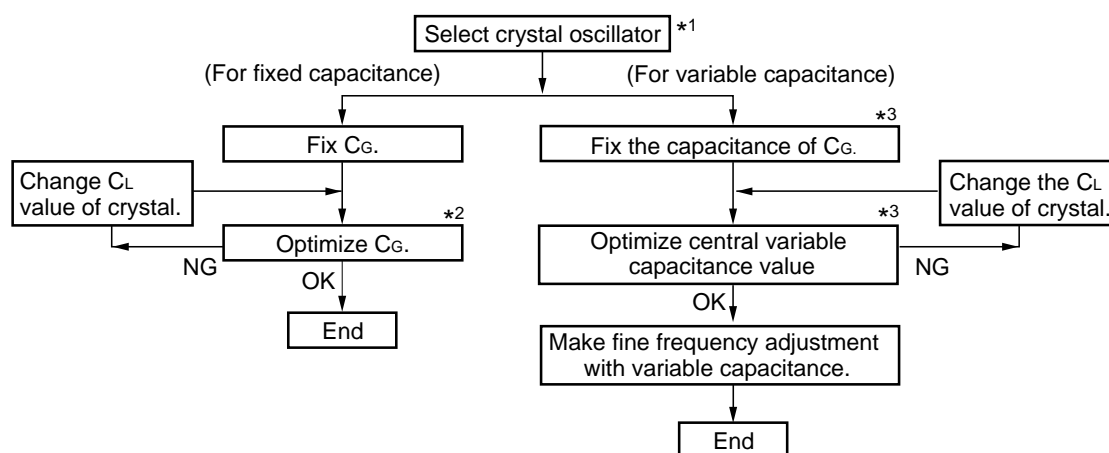 Select crystal oscillator *1
(For fixed capacitance) (For variable capacitance)
*3
Fix CG. Fix the capacitance of CG.
Change CL
value of crystal.
Change the CL
value of crystal.
*2
*3
Optimize CG.
Optimize central variable
capacitance value
NG
NG
OK
OK
End
Make fine frequency adjustment
with variable capacitance.
End